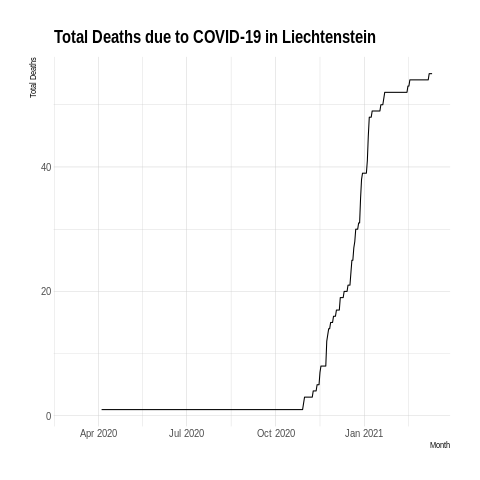 Total Deaths due to COVID-19 in Liechtenstein
Total Deaths
40
20
0
Apr 2020 Jul 2020 Oct 2020 Jan 2021
Month